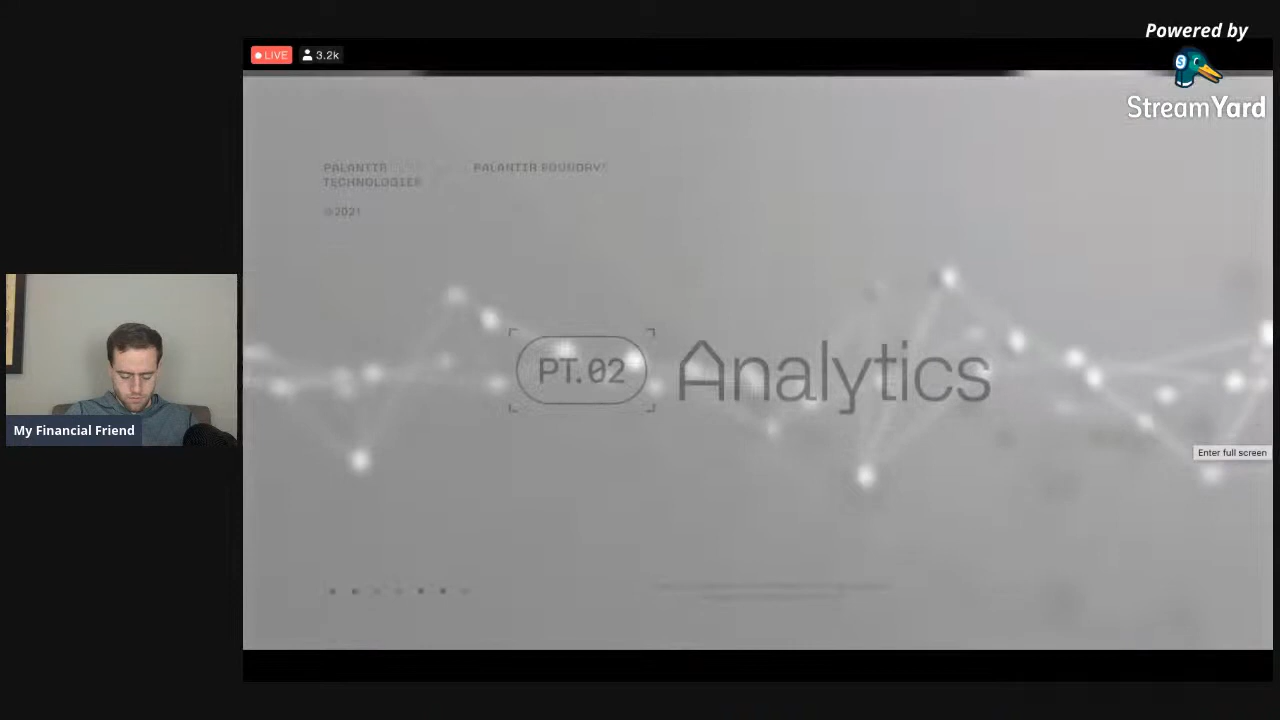 Powered by
StreamYard
LIVE 3.2k
PALANTIR PALANTIR FOUNDRY
TECHNOLOGIES
©2021
PT.02 Analytics
My Financial Friend
Enter full screen